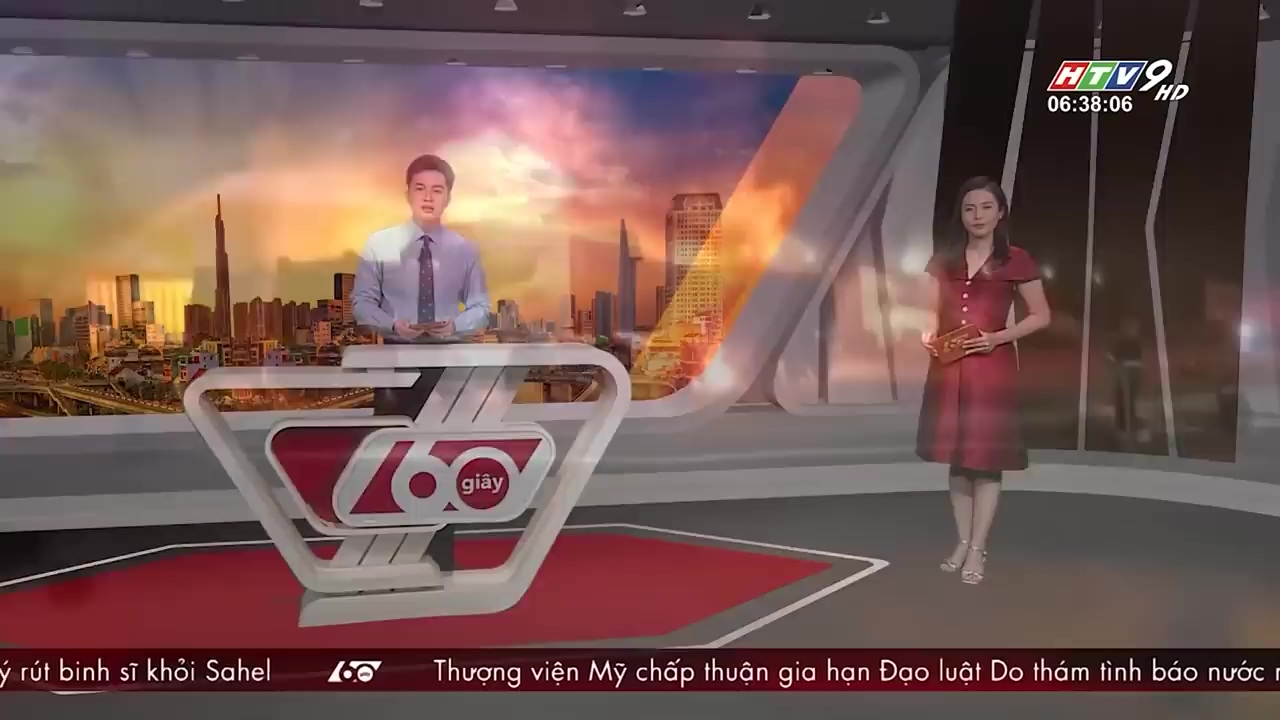 HTV9 HD
06:38:06
60 giây
ý rút binh sĩ khỏi Sahel 60 giây Thượng viện Mỹ chấp thuận gia hạn Đạo luật Do thám tình báo nước